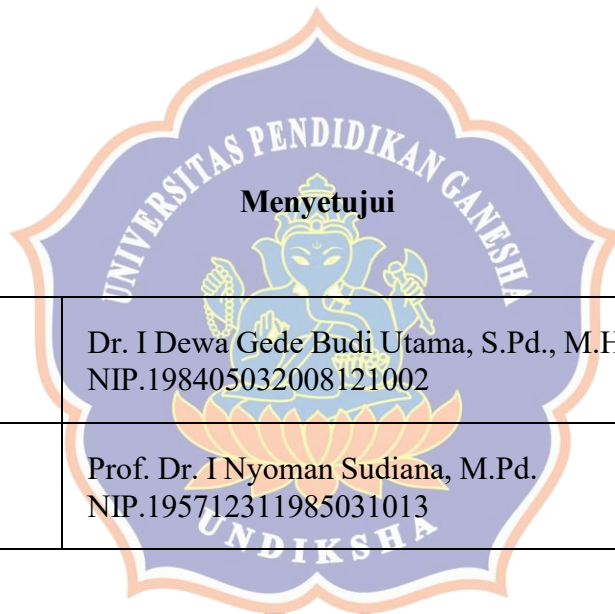 UNIVERSITAS PENDIDIKAN GANESHA
Menyetujui
Dr. I Dewa Gede Budi Utama, S.Pd., M.H
NIP.198405032008121002
Prof. Dr. I Nyoman Sudiana, M.Pd.
NIP.195712311985031013
UNDIKSHA